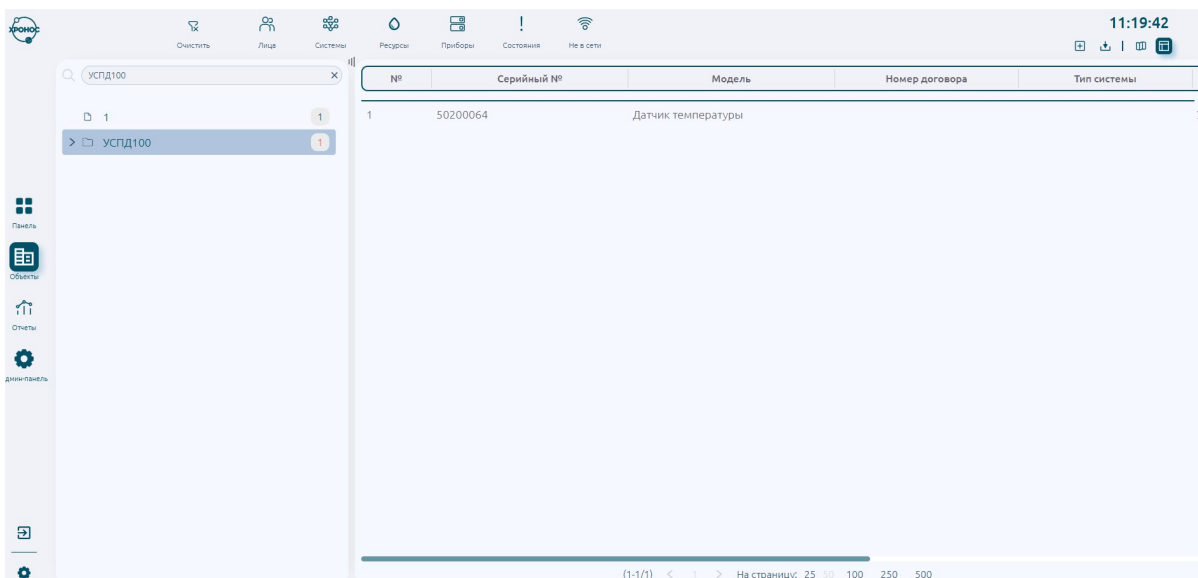 ХРОНОС
Очистить
Лица
Системы
Ресурсы
Приборы
Состояния
Не в сети
11:19:42
УСПД100
1 1
УСПД100 1
№ Серийный № Модель Номер договора Тип системы
1 50200064 Датчик температуры
Панель
Объекты
Отчеты
дмин-панель
(1-1/1) < 1 > На страницу: 25 50 100 250 500